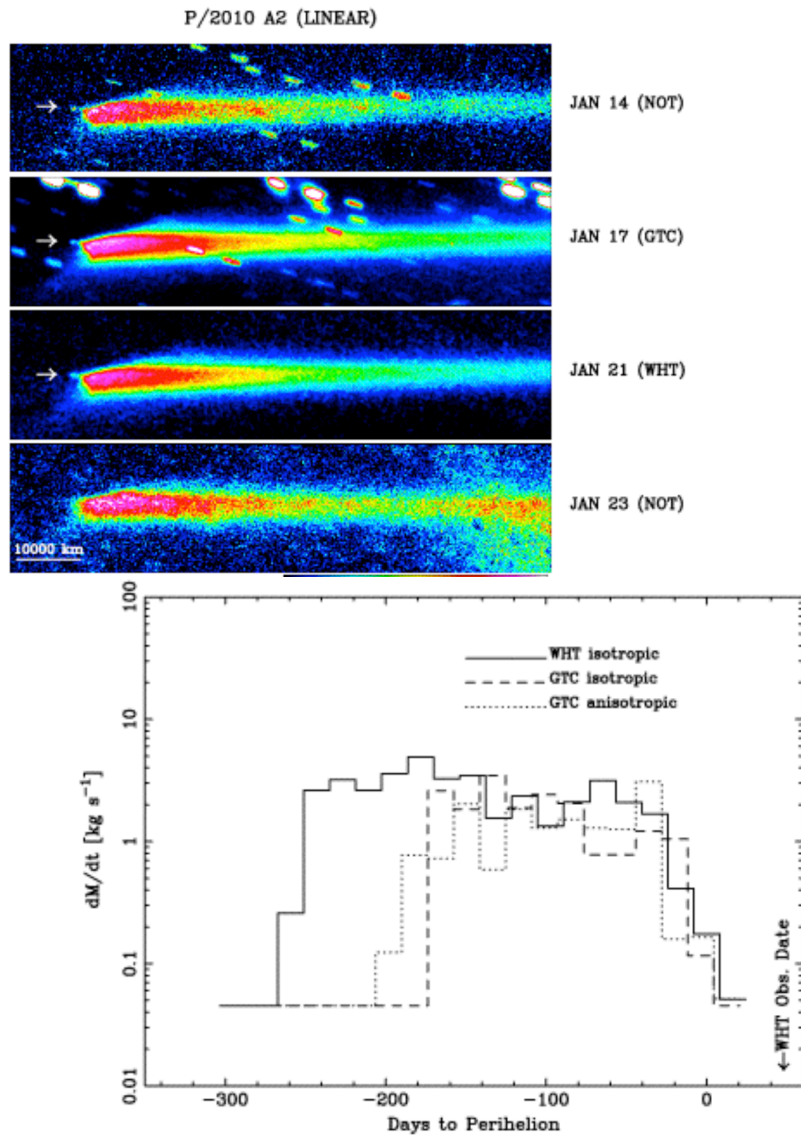 P/2010 A2 (LINEAR)
JAN 14 (NOT)
JAN 17 (GTC)
JAN 21 (WHT)
JAN 23 (NOT)
10000 km
100
10
1
0.1
0.01
dM/dt [kg s⁻¹]
WHT isotropic
GTC isotropic
GTC anisotropic
←WHT Obs. Date
−300
−200
−100
0
Days to Perihelion